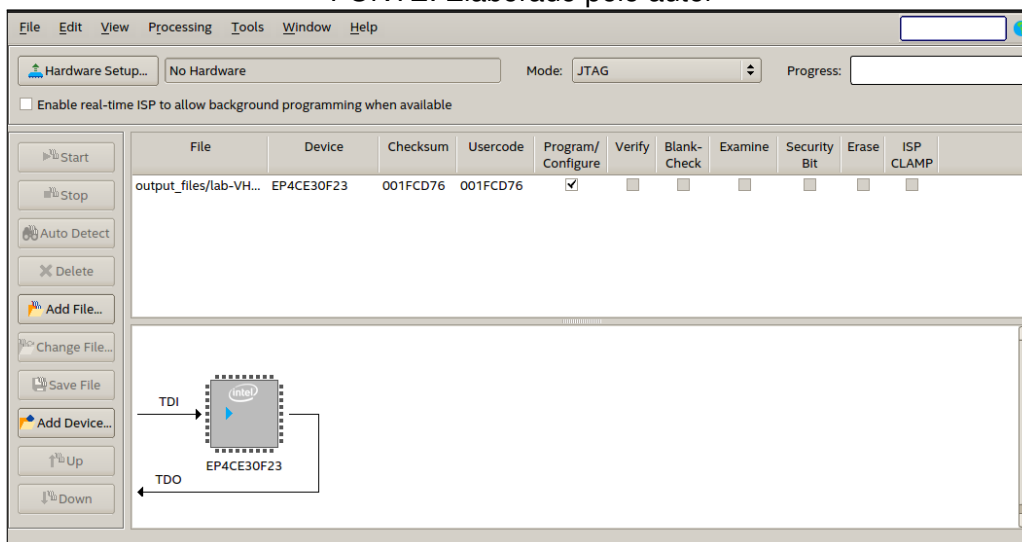 File Edit View Processing Tools Window Help
Hardware Setup... No Hardware Mode: JTAG Progress:
Enable real-time ISP to allow background programming when available
Start
Stop
Auto Detect
Delete
Add File...
Change File...
Save File
Add Device...
Up
Down
File Device Checksum Usercode Program/ Verify Blank- Examine Security Erase ISP
Configure Check Bit CLAMP
output_files/lab-VH... EP4CE30F23 001FCD76 001FCD76
intel
TDI
EP4CE30F23
TDO